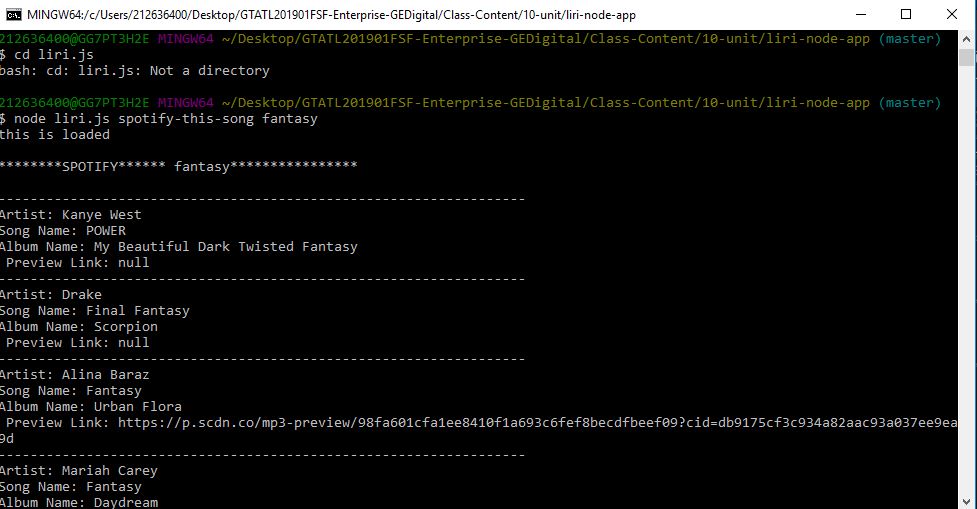 MINGW64:/c/Users/212636400/Desktop/GTATL201901FSF-Enterprise-GEDigital/Class-Content/10-unit/liri-node-app
212636400@GG7PT3H2E MINGW64 ~/Desktop/GTATL201901FSF-Enterprise-GEDigital/Class-Content/10-unit/liri-node-app (master)
$ cd liri.js
bash: cd: liri.js: Not a directory
212636400@GG7PT3H2E MINGW64 ~/Desktop/GTATL201901FSF-Enterprise-GEDigital/Class-Content/10-unit/liri-node-app (master)
$ node liri.js spotify-this-song fantasy
this is loaded
********SPOTIFY****** fantasy****************
------------------------------------------------------------------
Artist: Kanye West
Song Name: POWER
Album Name: My Beautiful Dark Twisted Fantasy
Preview Link: null
------------------------------------------------------------------
Artist: Drake
Song Name: Final Fantasy
Album Name: Scorpion
Preview Link: null
------------------------------------------------------------------
Artist: Alina Baraz
Song Name: Fantasy
Album Name: Urban Flora
Preview Link: https://p.scdn.co/mp3-preview/98fa601cfa1ee8410f1a693c6fef8becdfbeef09?cid=db9175cf3c934a82aac93a037ee9ea
9d
------------------------------------------------------------------
Artist: Mariah Carey
Song Name: Fantasy
Album Name: Daydream